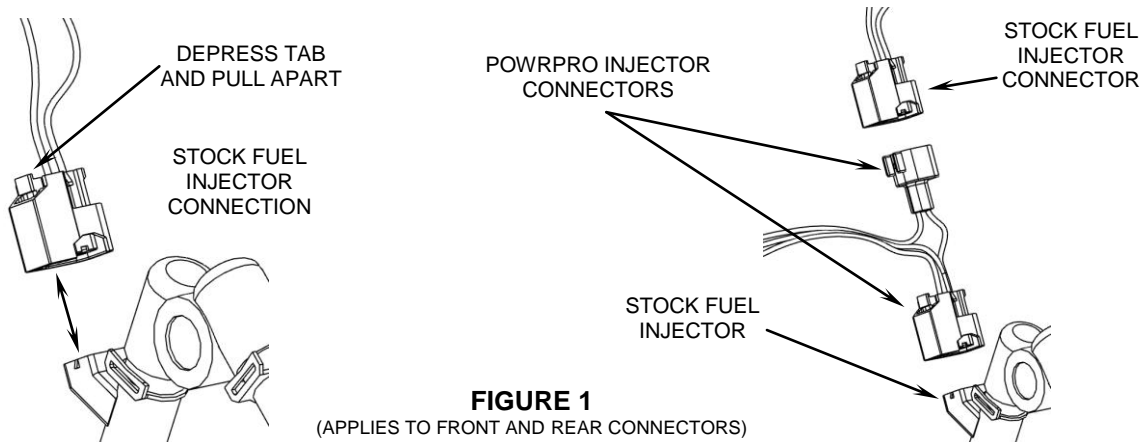 DEPRESS TAB
AND PULL APART
STOCK FUEL
INJECTOR
CONNECTION
POWRPRO INJECTOR
CONNECTORS
STOCK FUEL
INJECTOR
CONNECTOR
STOCK FUEL
INJECTOR
FIGURE 1
(APPLIES TO FRONT AND REAR CONNECTORS)